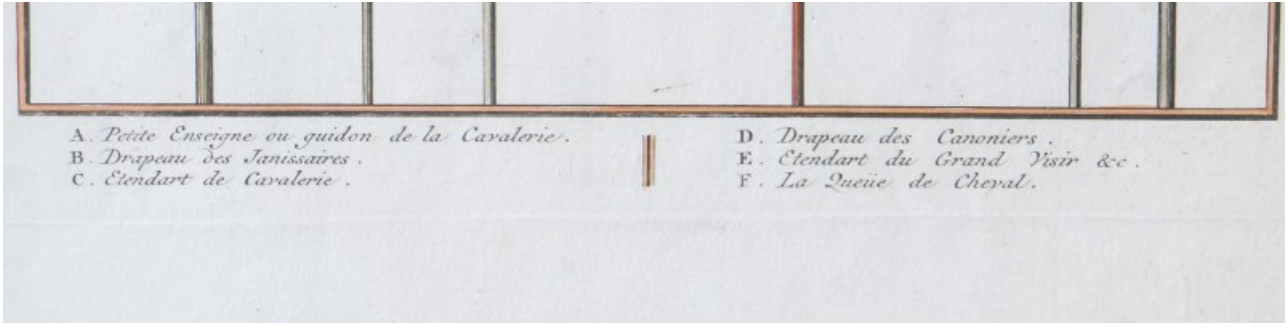 A. Petite Enseigne ou guidon de la Cavalerie.
B. Drapeau des Janissaires.
C. Etendart de Cavalerie.
D. Drapeau des Canoniers.
E. Etendart du Grand Visir &c.
F. La Queüe de Cheval.